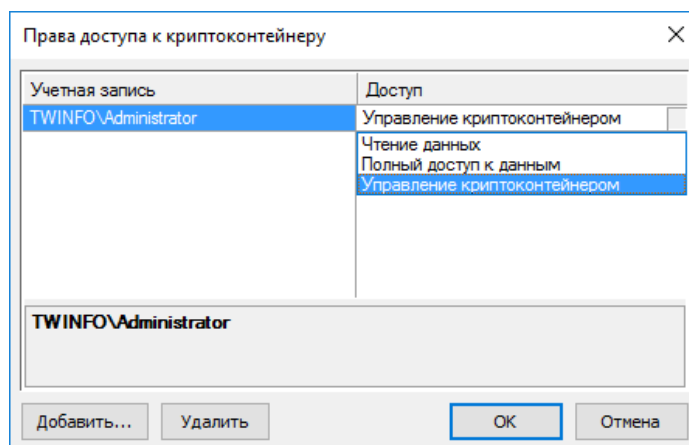 Права доступа к криптоконтейнеру
Учетная запись Доступ
TWINFO\Administrator Управление криптоконтейнером
Чтение данных
Полный доступ к данным
Управление криптоконтейнером
TWINFO\Administrator
Добавить... Удалить OK Отмена